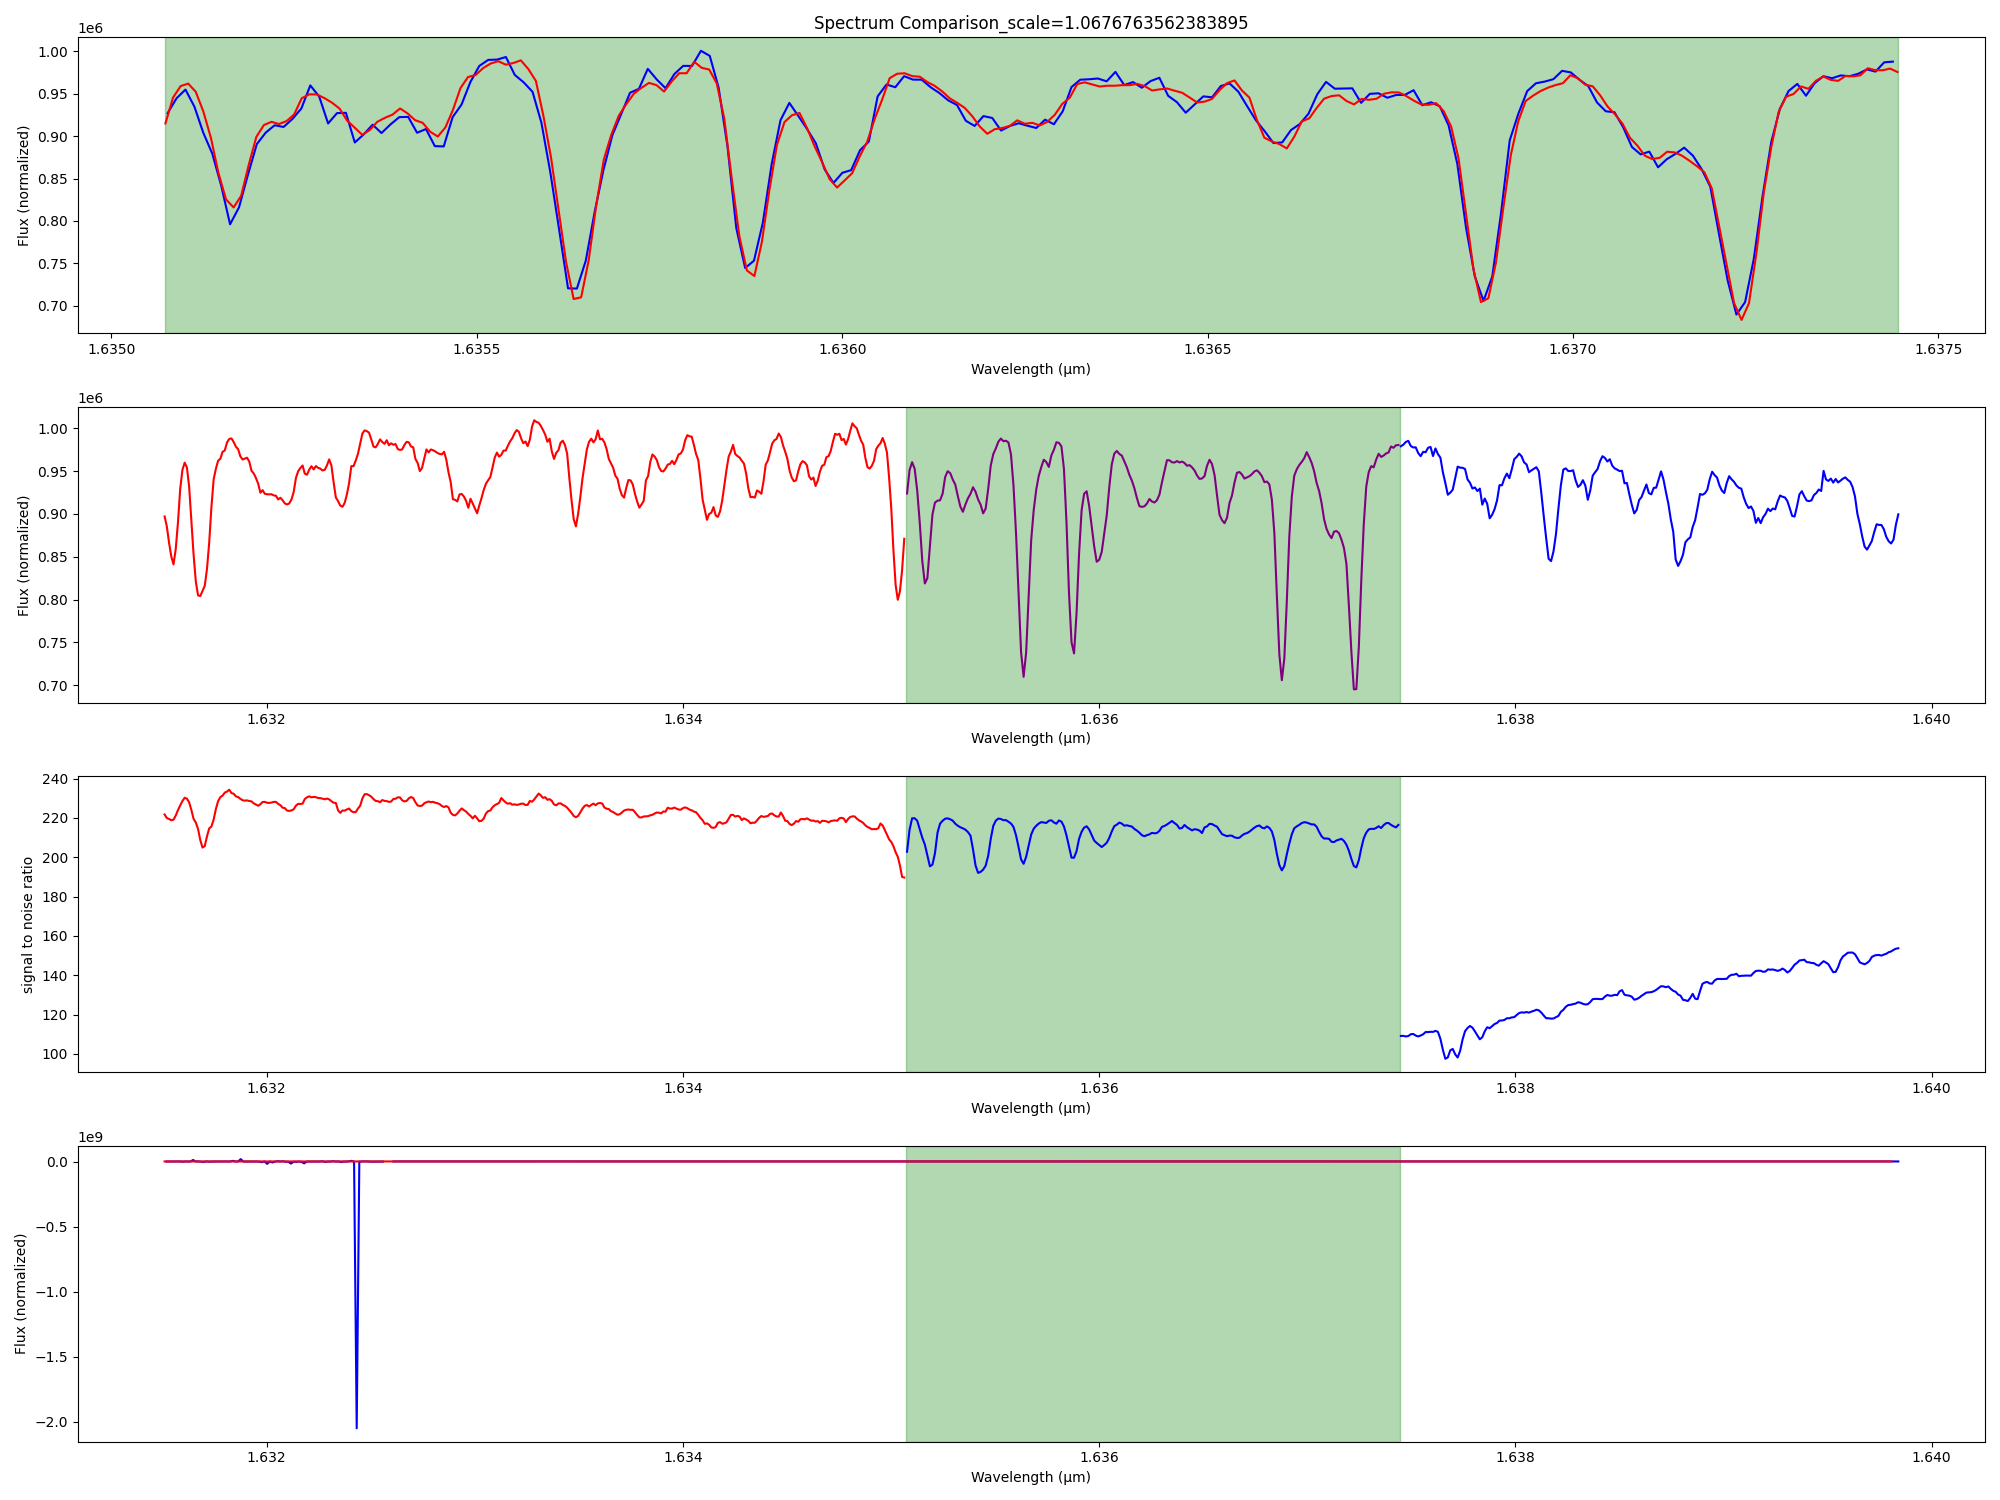 Spectrum Comparison_scale=1.0676763562383895
1e6
1.00
0.95
0.90
0.85
0.80
0.75
0.70
Flux (normalized)
1.6350 1.6355 1.6360 1.6365 1.6370 1.6375
Wavelength (μm)
1e6
1.00
0.95
0.90
0.85
0.80
0.75
0.70
Flux (normalized)
1.632 1.634 1.636 1.638 1.640
Wavelength (μm)
240
220
200
180
160
140
120
100
signal to noise ratio
1.632 1.634 1.636 1.638 1.640
Wavelength (μm)
1e9
0.0
−0.5
−1.0
−1.5
−2.0
Flux (normalized)
1.632 1.634 1.636 1.638 1.640
Wavelength (μm)